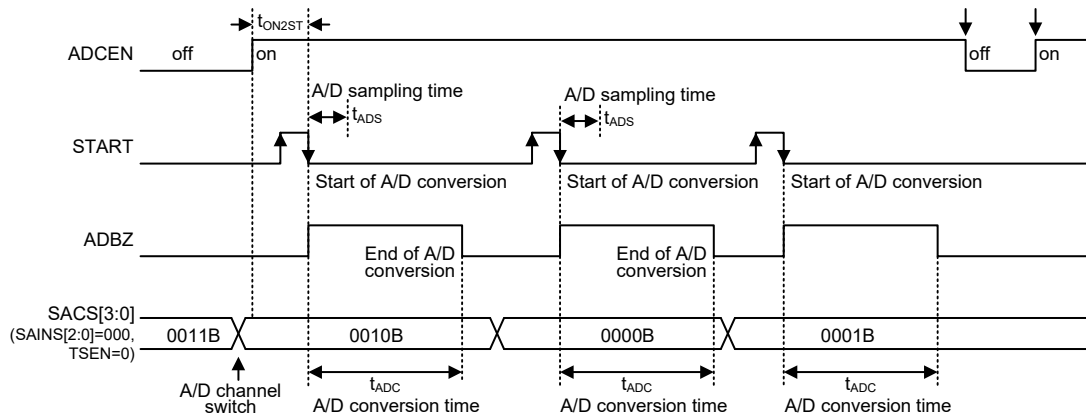 tON2ST
ADCEN
off
on
off
on
A/D sampling time
tADS
A/D sampling time
tADS
START
Start of A/D conversion
Start of A/D conversion
Start of A/D conversion
ADBZ
End of A/D
conversion
End of A/D
conversion
SACS[3:0]
(SAINS[2:0]=000,
TSEN=0)
0011B
0010B
0000B
0001B
A/D channel
switch
tADC
A/D conversion time
tADC
A/D conversion time
tADC
A/D conversion time